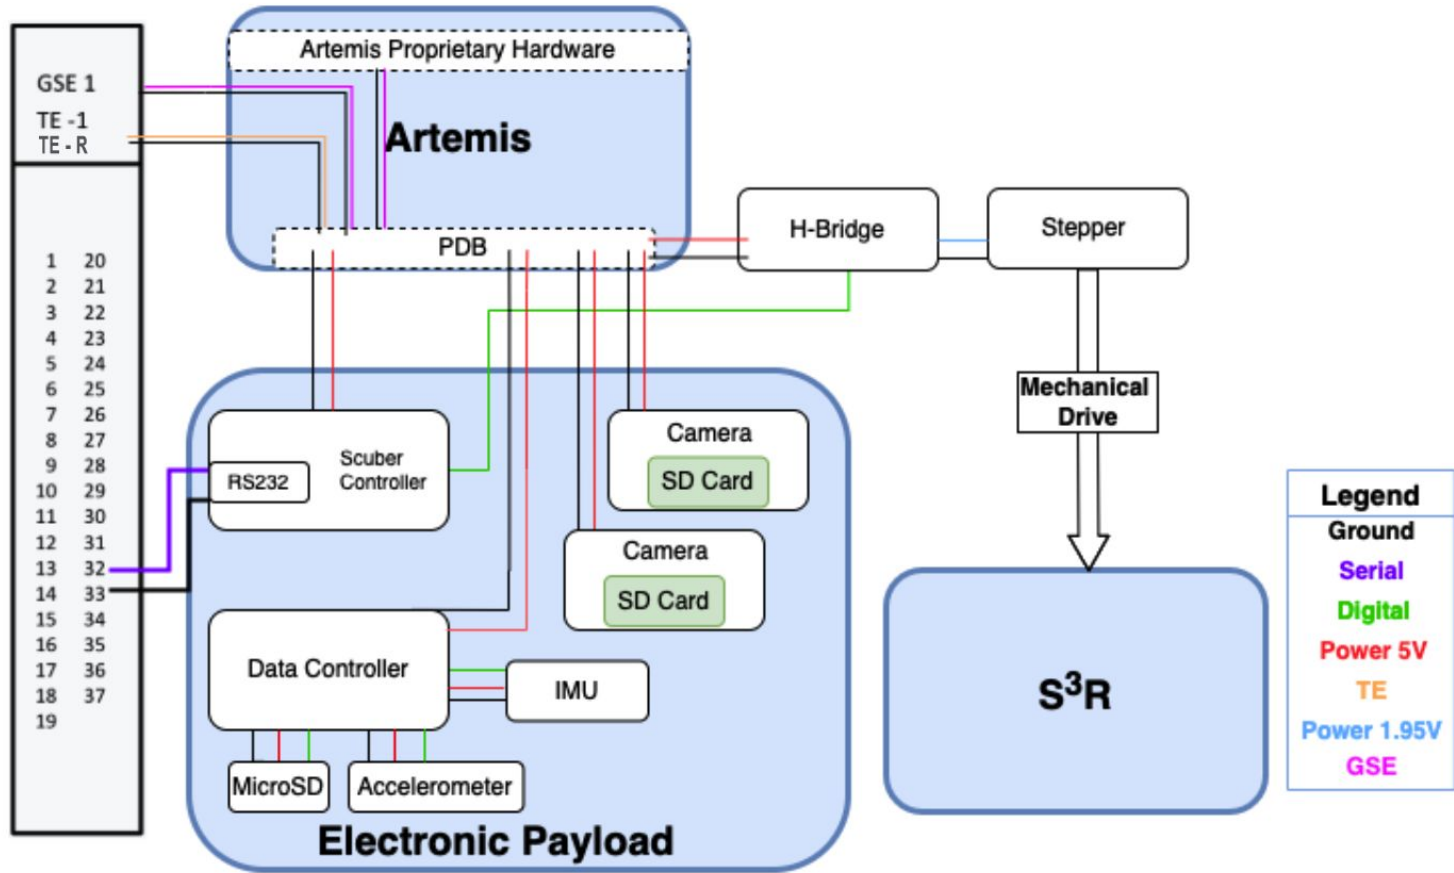 GSE 1
TE -1
TE - R
1 20
2 21
3 22
4 23
5 24
6 25
7 26
8 27
9 28
10 29
11 30
12 31
13 32
14 33
15 34
16 35
17 36
18 37
19
Artemis Proprietary Hardware
Artemis
PDB
H-Bridge
Stepper
Mechanical
Drive
S³R
Scuber
Controller
RS232
Camera
SD Card
Camera
SD Card
Data Controller
IMU
MicroSD
Accelerometer
Electronic Payload
Legend
Ground
Serial
Digital
Power 5V
TE
Power 1.95V
GSE